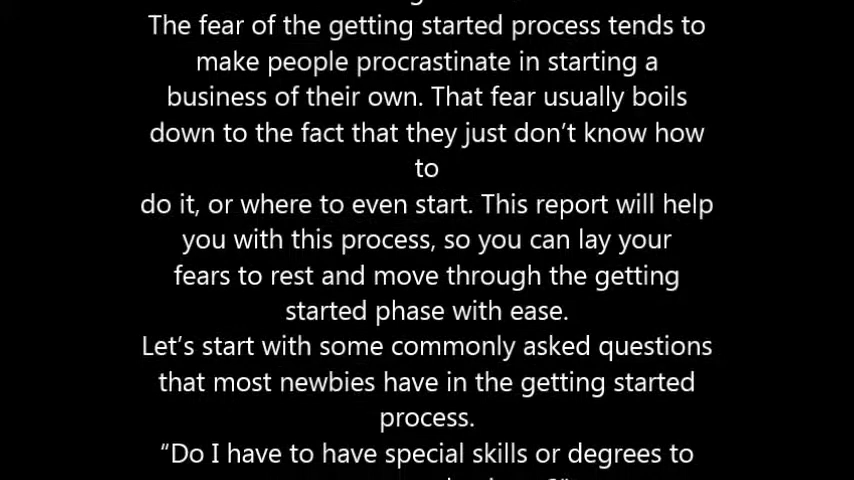 The fear of the getting started process tends to
make people procrastinate in starting a
business of their own. That fear usually boils
down to the fact that they just don’t know how
to
do it, or where to even start. This report will help
you with this process, so you can lay your
fears to rest and move through the getting
started phase with ease.
Let’s start with some commonly asked questions
that most newbies have in the getting started
process.
“Do I have to have special skills or degrees to